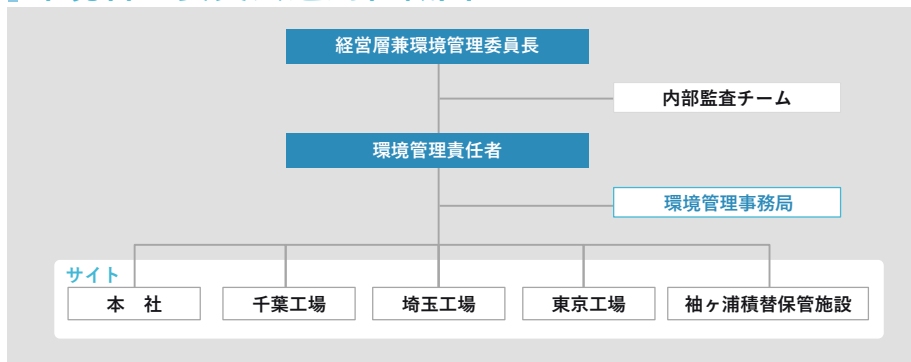 経営層兼環境管理委員長
内部監査チーム
環境管理責任者
環境管理事務局
サイト
本　社
千葉工場
埼玉工場
東京工場
袖ヶ浦積替保管施設